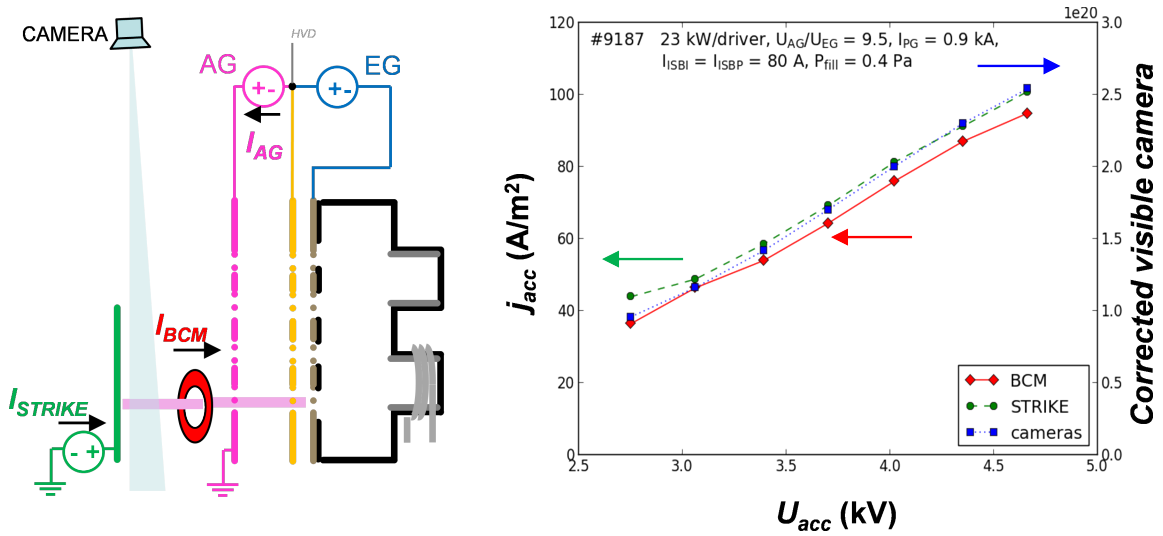 CAMERA
HVD
AG
+-
+-
EG
I_AG
I_BCM
I_STRIKE
- +
#9187 23 kW/driver, U_AG/U_EG = 9.5, I_PG = 0.9 kA,
I_ISBI = I_ISBP = 80 A, P_fill = 0.4 Pa
1e20
120
100
80
60
40
20
0
j_acc (A/m²)
3.0
2.5
2.0
1.5
1.0
0.5
0.0
Corrected visible camera
BCM
STRIKE
cameras
2.5 3.0 3.5 4.0 4.5 5.0
U_acc (kV)